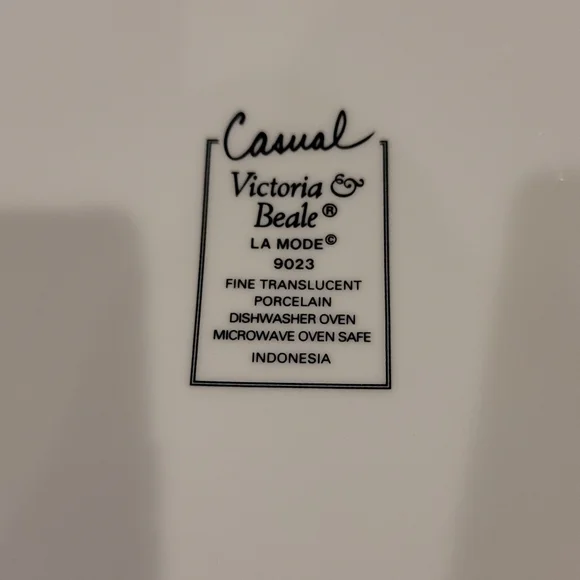 Casual
Victoria &
Beale®
LA MODE©
9023
FINE TRANSLUCENT
PORCELAIN
DISHWASHER OVEN
MICROWAVE OVEN SAFE
INDONESIA